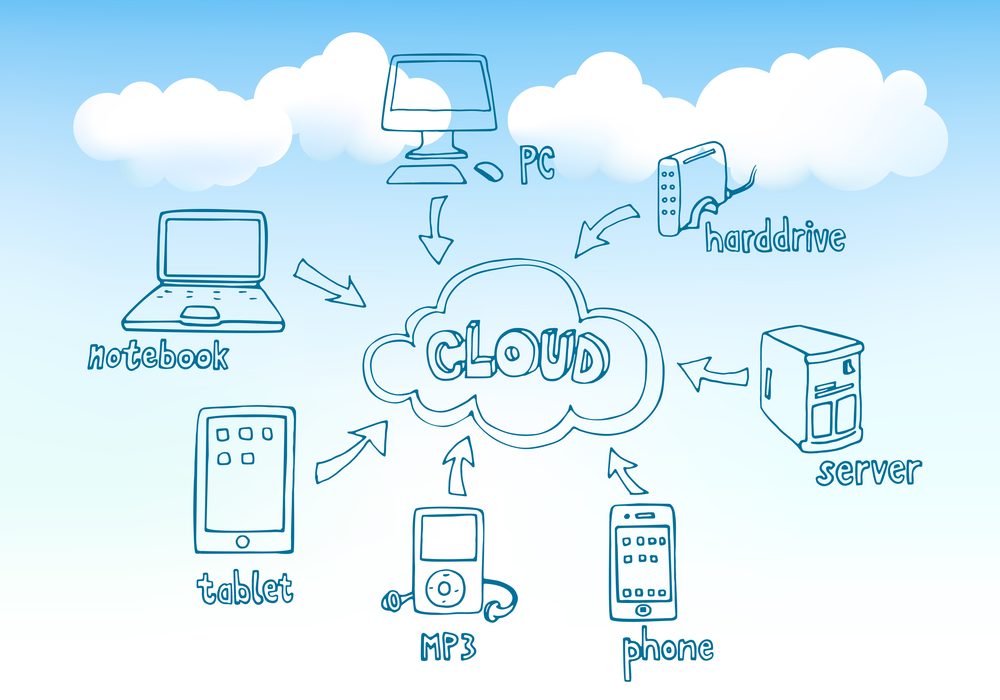 PC
harddrive
notebook
CLOUD
server
tablet
MP3
phone